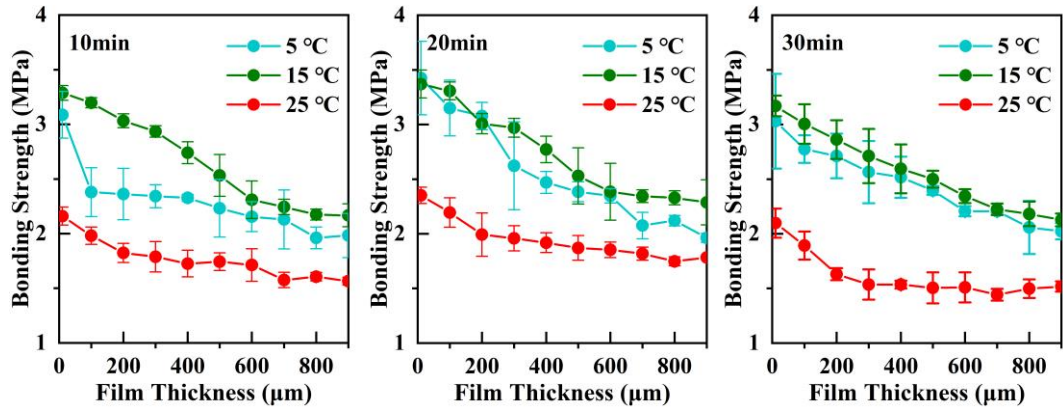 4
3
2
1
Bonding Strength (MPa)
10min
5 ℃
15 ℃
25 ℃
0 200 400 600 800
Film Thickness (μm)
4
3
2
1
Bonding Strength (MPa)
20min
5 ℃
15 ℃
25 ℃
0 200 400 600 800
Film Thickness (μm)
4
3
2
1
Bonding Strength (MPa)
30min
5 ℃
15 ℃
25 ℃
0 200 400 600 800
Film Thickness (μm)